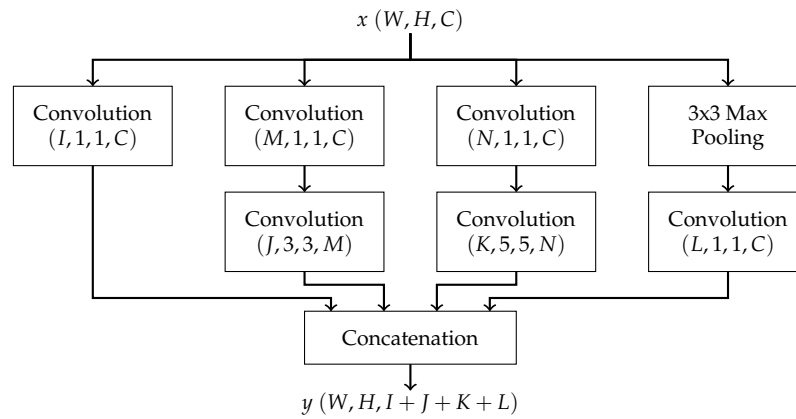 x (W, H, C)
Convolution
(I, 1, 1, C)
Convolution
(M, 1, 1, C)
Convolution
(N, 1, 1, C)
3x3 Max
Pooling
Convolution
(J, 3, 3, M)
Convolution
(K, 5, 5, N)
Convolution
(L, 1, 1, C)
Concatenation
y (W, H, I + J + K + L)